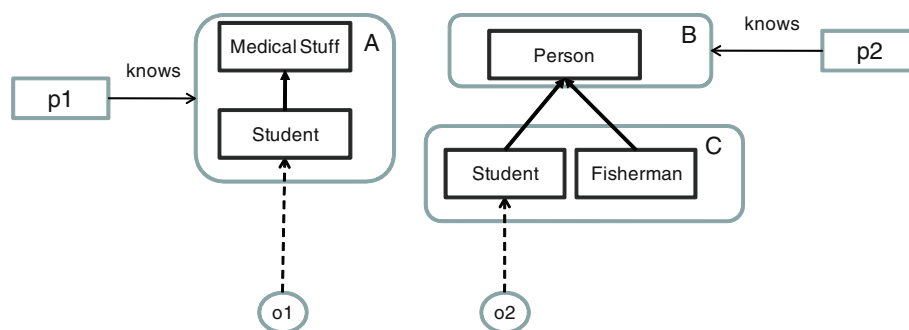 Medical Stuff
A
knows
p1
Student
o1
Person
B
knows
p2
Student
Fisherman
C
o2